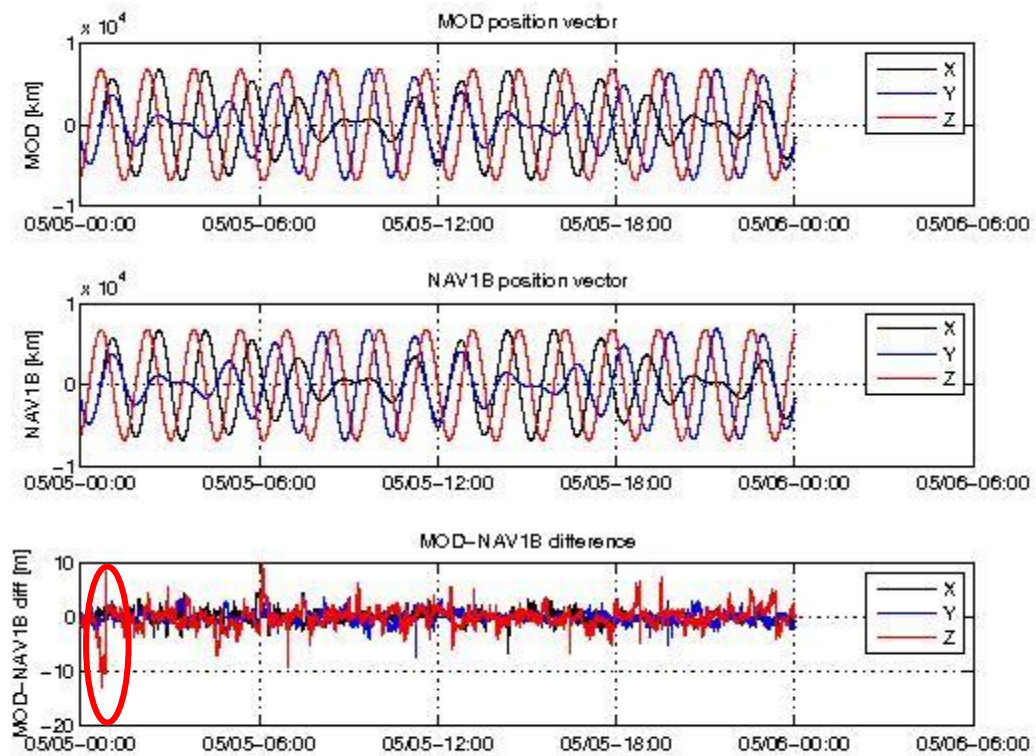 MOD position vector
x 10^4
1
0
-1
MOD [km]
X
Y
Z
05/05-00:00 05/05-06:00 05/05-12:00 05/05-18:00 05/06-00:00 05/06-06:00
NAV1B position vector
x 10^4
1
0
-1
NAV1B [km]
X
Y
Z
05/05-00:00 05/05-06:00 05/05-12:00 05/05-18:00 05/06-00:00 05/06-06:00
MOD-NAV1B difference
10
0
-10
-20
MOD-NAV1B diff [m]
X
Y
Z
05/05-00:00 05/05-06:00 05/05-12:00 05/05-18:00 05/06-00:00 05/06-06:00